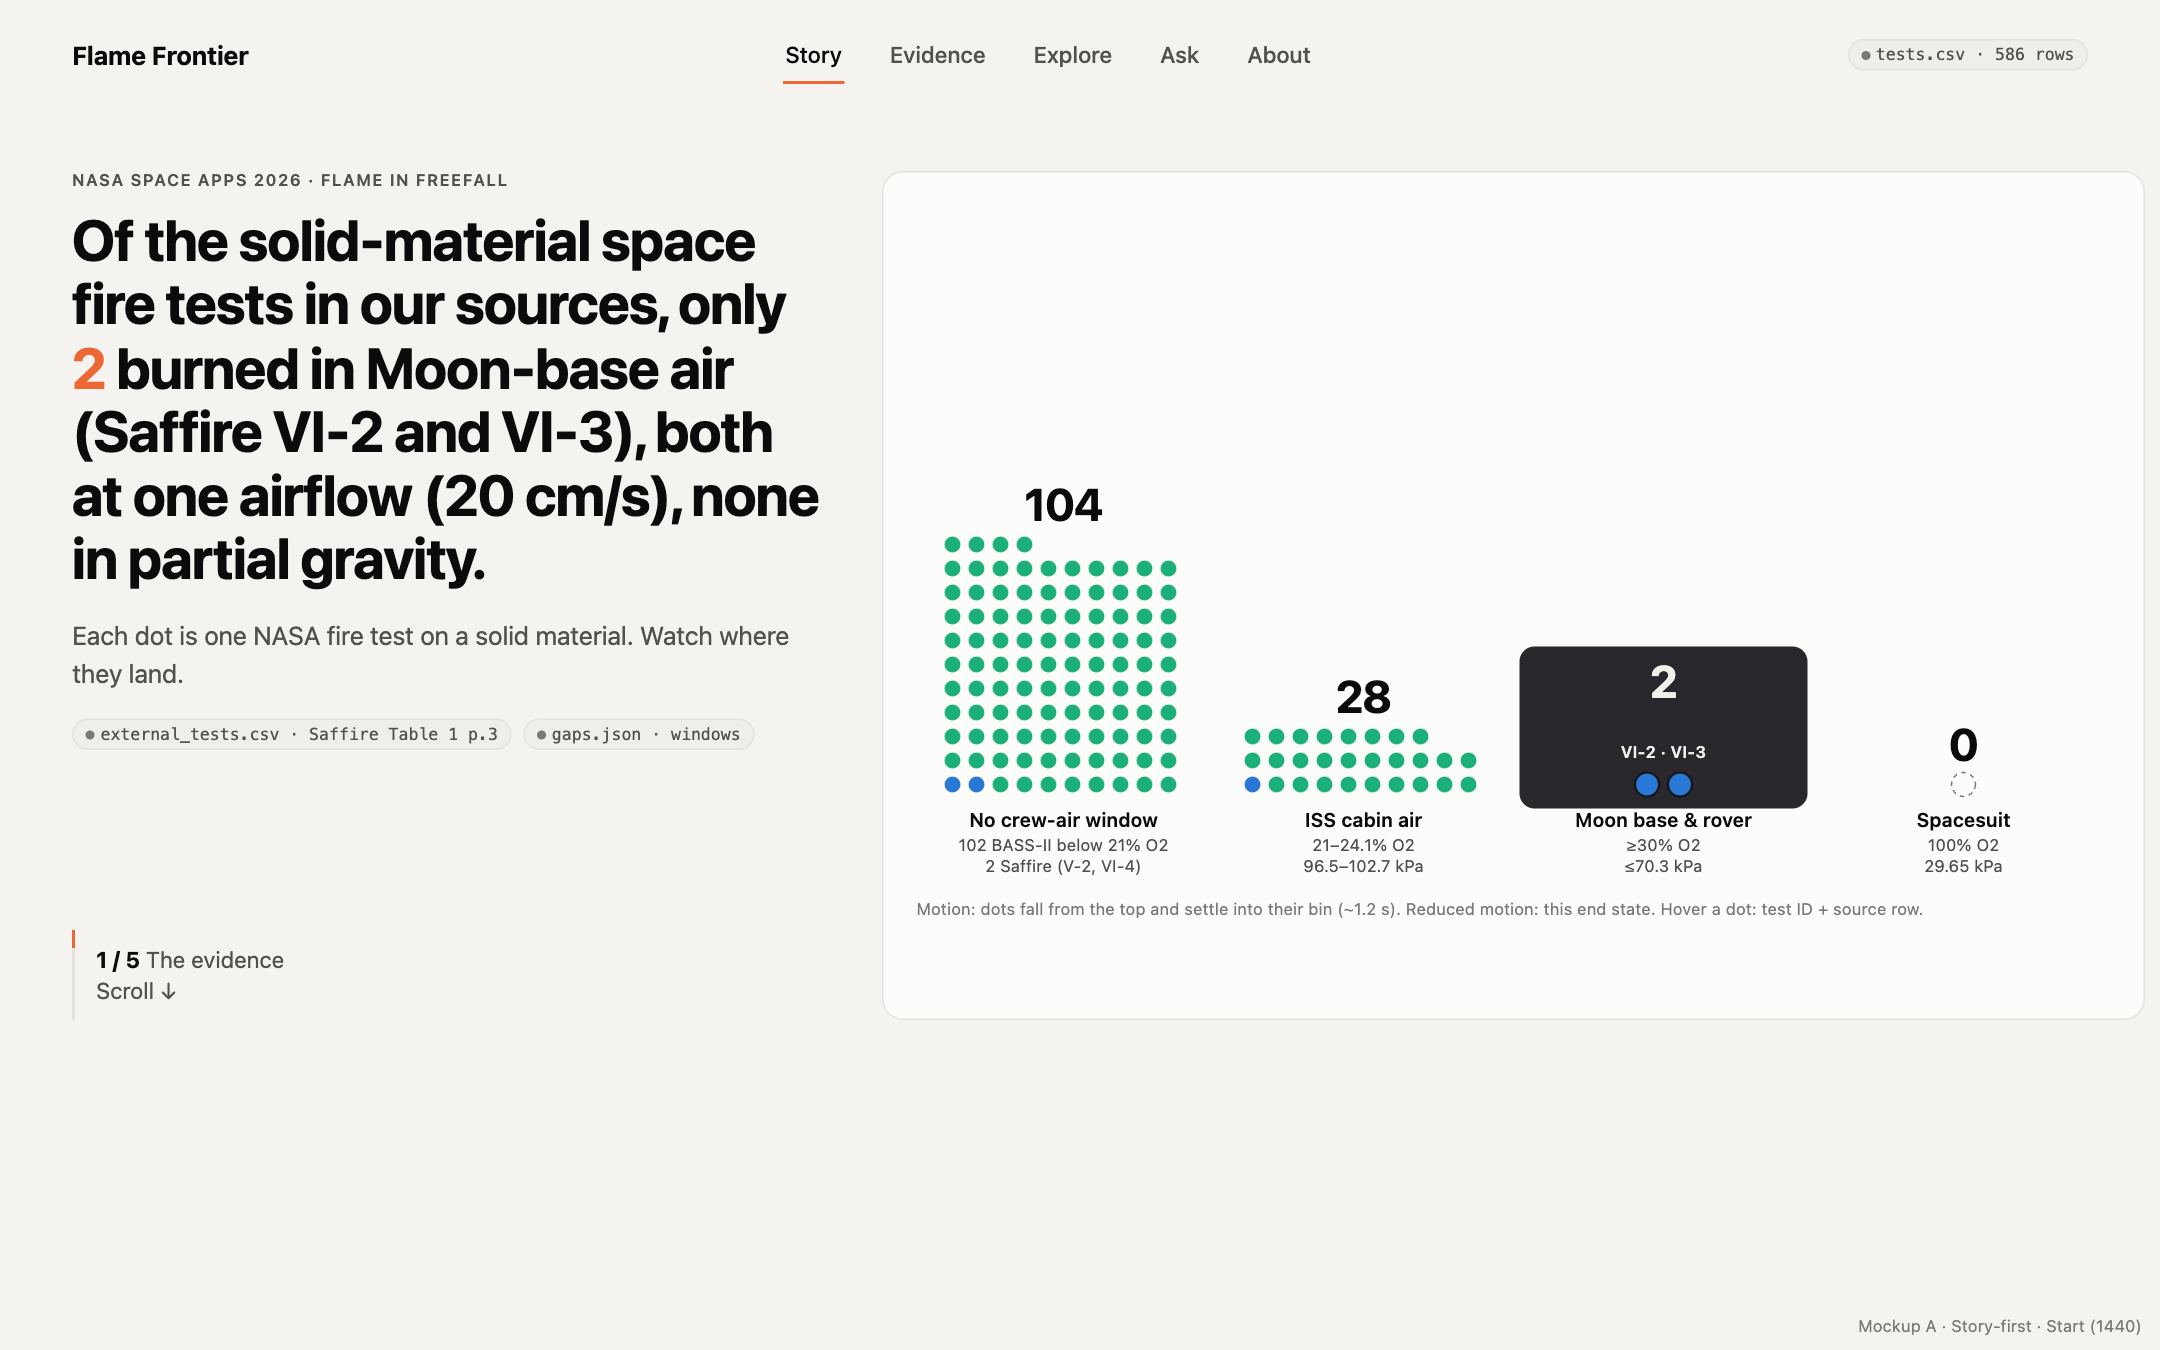 Flame Frontier
Story
Evidence
Explore
Ask
About
tests.csv · 586 rows
NASA SPACE APPS 2026 · FLAME IN FREEFALL
Of the solid-material space
fire tests in our sources, only
2 burned in Moon-base air
(Saffire VI-2 and VI-3), both
at one airflow (20 cm/s), none
in partial gravity.
Each dot is one NASA fire test on a solid material. Watch where
they land.
external_tests.csv · Saffire Table 1 p.3
gaps.json · windows
1 / 5 The evidence
Scroll ↓
104
No crew-air window
102 BASS-II below 21% O2
2 Saffire (V-2, VI-4)
28
ISS cabin air
21–24.1% O2
96.5–102.7 kPa
2
VI-2 · VI-3
Moon base & rover
≥30% O2
≤70.3 kPa
0
Spacesuit
100% O2
29.65 kPa
Motion: dots fall from the top and settle into their bin (~1.2 s). Reduced motion: this end state. Hover a dot: test ID + source row.
Mockup A · Story-first · Start (1440)